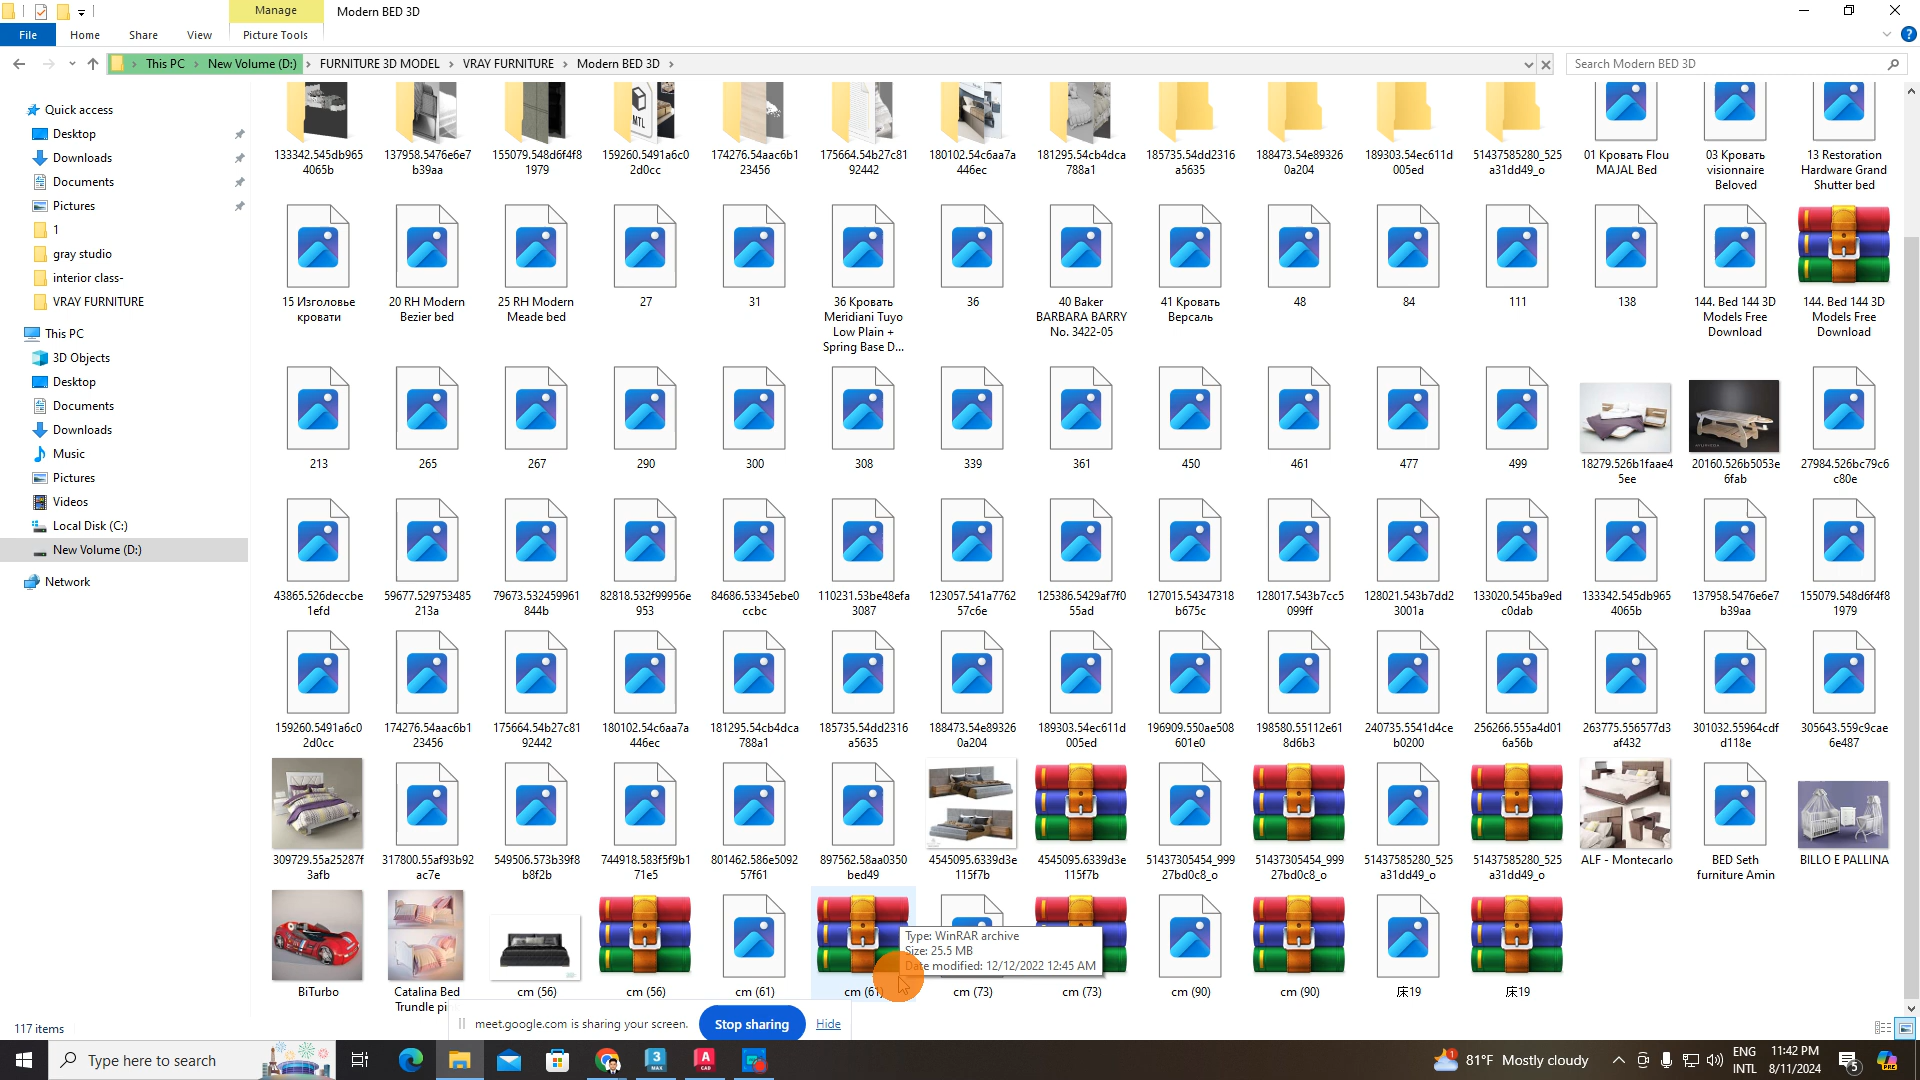 Manage
Modern BED 3D
File
Home
Share
View
Picture Tools
This PC
New Volume (D:)
FURNITURE 3D MODEL
VRAY FURNITURE
Modern BED 3D
Search Modern BED 3D
Quick access
Desktop
Downloads
Documents
Pictures
1
gray studio
interior class-
VRAY FURNITURE
This PC
3D Objects
Desktop
Documents
Downloads
Music
Pictures
Videos
Local Disk (C:)
New Volume (D:)
Network
MTL
133342.545db965
4065b
137958.5476e6e7
b39aa
155079.548d6f4f8
1979
159260.5491a6c0
2d0cc
174276.54aac6b1
23456
175664.54b27c81
92442
180102.54c6aa7a
446ec
181295.54cb4dca
788a1
185735.54dd2316
a5635
188473.54e89326
0a204
189303.54ec611d
005ed
51437585280_525
a31dd49_o
01 Кровать Flou
MAJAL Bed
03 Кровать
visionnaire
Beloved
13 Restoration
Hardware Grand
Shutter bed
15 Изголовье
кровати
20 RH Modern
Bezier bed
25 RH Modern
Meade bed
27
31
36 Кровать
Meridiani Tuyo
Low Plain +
Spring Base D...
36
40 Baker
BARBARA BARRY
No. 3422-05
41 Кровать
Версаль
48
84
111
138
144. Bed 144 3D
Models Free
Download
144. Bed 144 3D
Models Free
Download
213
265
267
290
300
308
339
361
450
461
477
499
18279.526b1faae4
5ee
20160.526b5053e
6fab
27984.526bc79c6
c80e
43865.526deccbe
1efd
59677.529753485
213a
79673.532459961
844b
82818.532f99956e
953
84686.53345ebe0
ccbc
110231.53be48efa
3087
123057.541a7762
57c6e
125386.5429af7f0
55ad
127015.54347318
b675c
128017.543b7cc5
099ff
128021.543b7dd2
3001a
133020.545ba9ed
c0dab
133342.545db965
4065b
137958.5476e6e7
b39aa
155079.548d6f4f8
1979
159260.5491a6c0
2d0cc
174276.54aac6b1
23456
175664.54b27c81
92442
180102.54c6aa7a
446ec
181295.54cb4dca
788a1
185735.54dd2316
a5635
188473.54e89326
0a204
189303.54ec611d
005ed
196909.550ae508
601e0
198580.55112e61
8d6b3
240735.5541d4ce
b0200
256266.555a4d01
6a56b
263775.556577d3
af432
301032.55964cdf
d118e
305643.559c9cae
6e487
309729.55a25287f
3afb
317800.55af93b92
ac7e
549506.573b39f8
b8f2b
744918.583f5f9b1
71e5
801462.586e5092
57f61
897562.58aa0350
bed49
4545095.6339d3e
115f7b
4545095.6339d3e
115f7b
51437305454_999
27bd0c8_o
51437305454_999
27bd0c8_o
51437585280_525
a31dd49_o
51437585280_525
a31dd49_o
ALF - Montecarlo
BED Seth
furniture Amin
BILLO E PALLINA
BiTurbo
Catalina Bed
Trundle pi
cm (56)
cm (56)
cm (61)
cm (61)
cm (73)
cm (73)
cm (90)
cm (90)
床19
床19
Type: WinRAR archive
Size: 25.5 MB
Date modified: 12/12/2022 12:45 AM
117 items
meet.google.com is sharing your screen.
Stop sharing
Hide
Type here to search
81°F Mostly cloudy
ENG
INTL
11:42 PM
8/11/2024
5